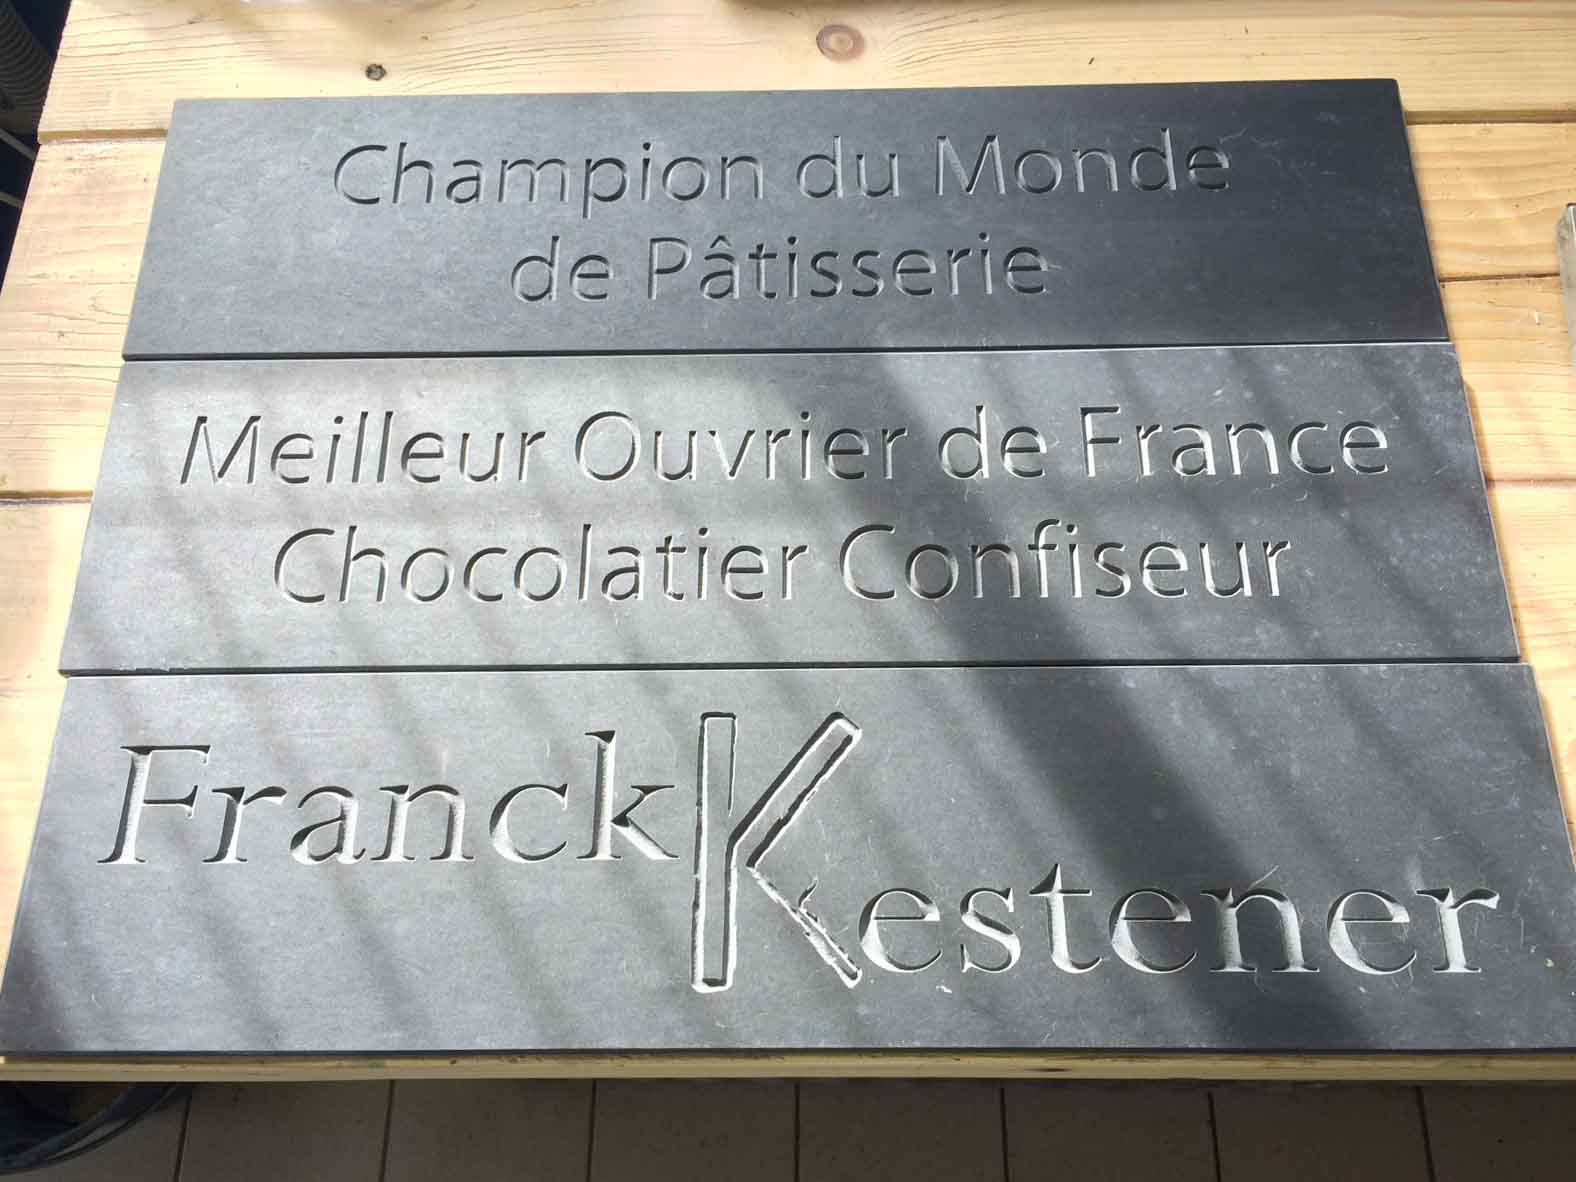 Champion du Monde
de Pâtisserie
Meilleur Ouvrier de France
Chocolatier Confiseur
Franck Kestener